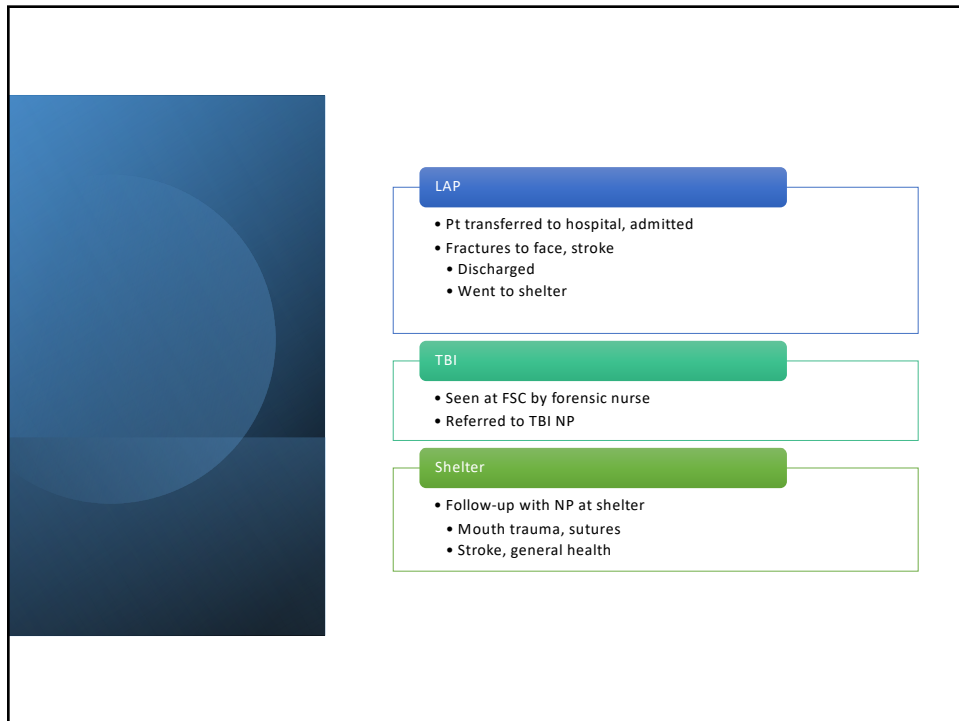 LAP
• Pt transferred to hospital, admitted
• Fractures to face, stroke
• Discharged
• Went to shelter
TBI
• Seen at FSC by forensic nurse
• Referred to TBI NP
Shelter
• Follow-up with NP at shelter
• Mouth trauma, sutures
• Stroke, general health